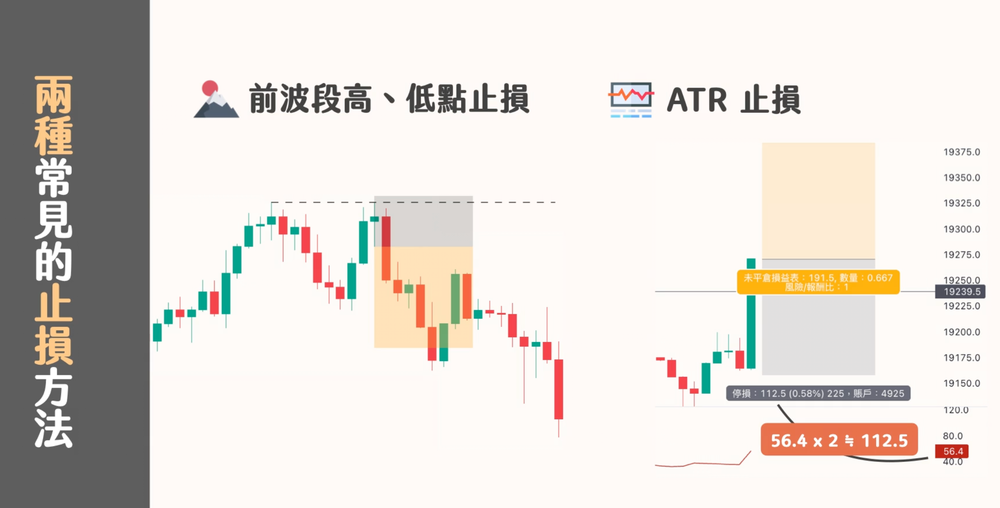 兩種常見的止損方法
前波段高、低點止損
ATR 止損
19375.0
19350.0
19325.0
19300.0
19275.0
未平倉損益表：191.5, 數量：0.667
風險/報酬比：1
19250.0
19239.5
19225.0
19200.0
19175.0
19150.0
停損：112.5 (0.58%) 225，賬戶：4925
120.0
80.0
56.4 x 2 ≒ 112.5
56.4
40.0